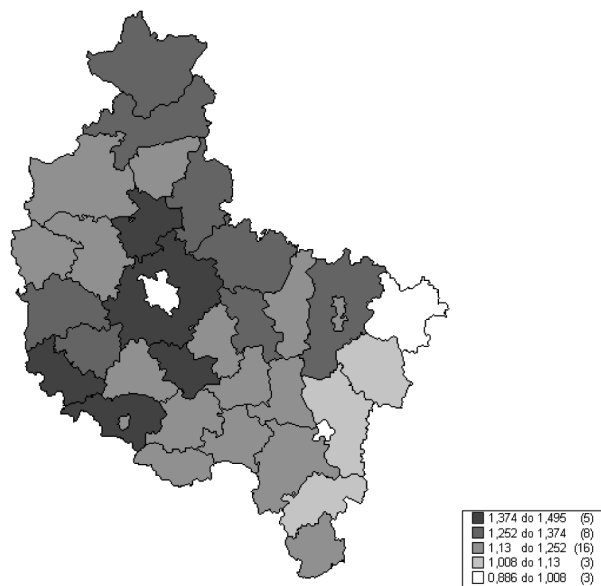 1,374 do 1,495 (5)
1,252 do 1,374 (8)
1,13 do 1,252 (16)
1,008 do 1,13 (3)
0,886 do 1,008 (3)